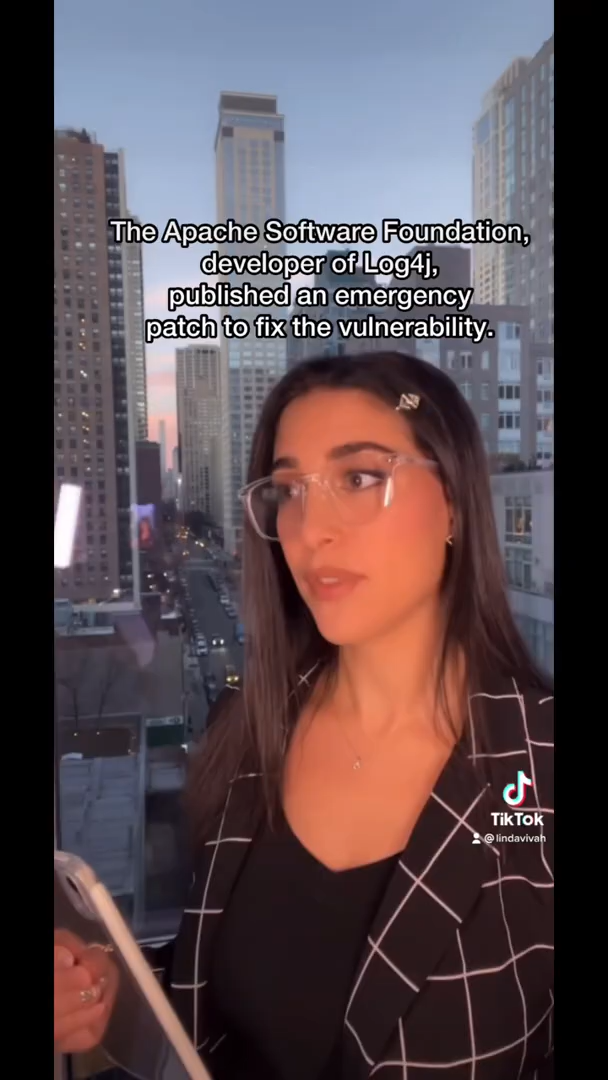 The Apache Software Foundation,
developer of Log4j,
published an emergency
patch to fix the vulnerability.
TikTok
@lindavivah